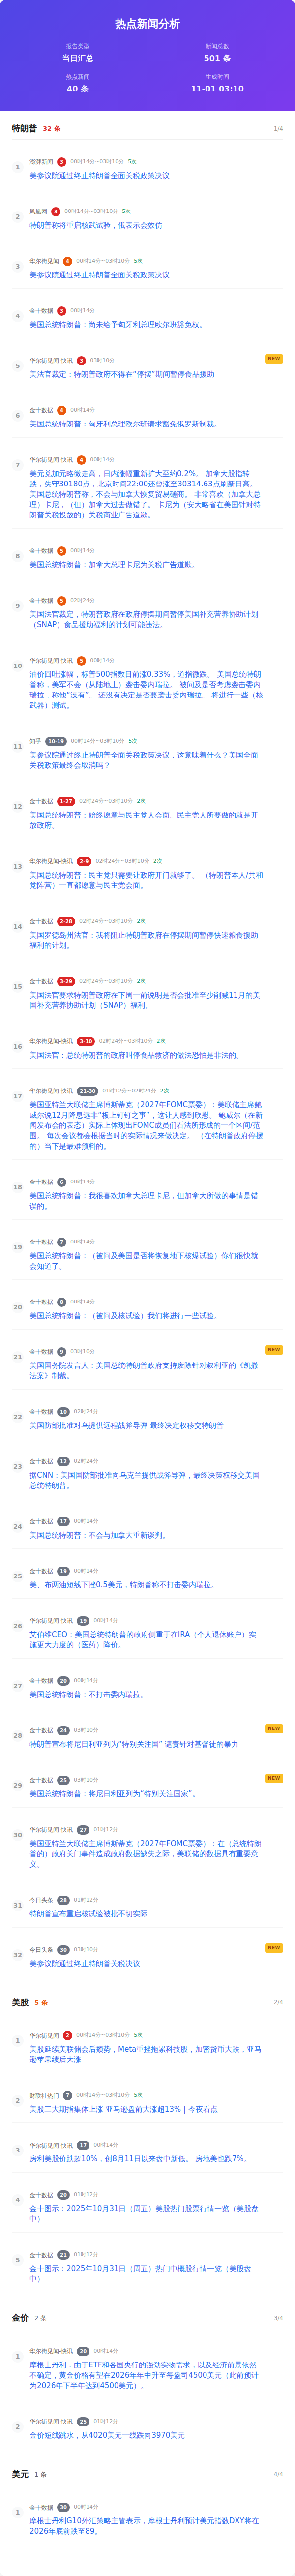 热点新闻分析
报告类型
新闻总数
当日汇总
501 条
热点新闻
生成时间
40 条
11-01 03:10
特朗普 32 条 1/4
1
澎湃新闻 3 00时14分~03时10分 5次
美参议院通过终止特朗普全面关税政策决议
2
凤凰网 3 00时14分~03时10分 5次
特朗普称将重启核武试验，俄表示会效仿
3
华尔街见闻 4 00时14分~03时10分 5次
美参议院通过终止特朗普全面关税政策决议
4
金十数据 3 00时14分
美国总统特朗普：尚未给予匈牙利总理欧尔班豁免权。
5
华尔街见闻-快讯 3 03时10分 NEW
美法官裁定：特朗普政府不得在“停摆”期间暂停食品援助
6
金十数据 4 00时14分
美国总统特朗普：匈牙利总理欧尔班请求豁免俄罗斯制裁。
7
华尔街见闻-快讯 4 00时14分
美元兑加元略微走高，日内涨幅重新扩大至约0.2%。 加拿大股指转
跌，失守30180点，北京时间22:00还曾涨至30314.63点刷新日高。
美国总统特朗普称，不会与加拿大恢复贸易磋商。 非常喜欢（加拿大总
理）卡尼，（但）加拿大过去做错了。 卡尼为（安大略省在美国针对特
朗普关税投放的）关税商业广告道歉。
8
金十数据 5 00时14分
美国总统特朗普：加拿大总理卡尼为关税广告道歉。
9
金十数据 5 02时24分
美国法官裁定，特朗普政府在政府停摆期间暂停美国补充营养协助计划
（SNAP）食品援助福利的计划可能违法。
10
华尔街见闻-快讯 5 00时14分
油价回吐涨幅，标普500指数目前涨0.33%，道指微跌。 美国总统特朗
普称，美军不会（从陆地上）袭击委内瑞拉。 被问及是否考虑袭击委内
瑞拉，称他“没有”。 还没有决定是否要袭击委内瑞拉。 将进行一些（核
武器）测试。
11
知乎 10-19 00时14分~03时10分 5次
美参议院通过终止特朗普全面关税政策决议，这意味着什么？美国全面
关税政策最终会取消吗？
12
金十数据 1-27 02时24分~03时10分 2次
美国总统特朗普：始终愿意与民主党人会面。民主党人所要做的就是开
放政府。
13
华尔街见闻-快讯 2-9 02时24分~03时10分 2次
美国总统特朗普：民主党只需要让政府开门就够了。 （特朗普本人/共和
党阵营）一直都愿意与民主党会面。
14
金十数据 2-28 02时24分~03时10分 2次
美国罗德岛州法官：我将阻止特朗普政府在停摆期间暂停快速粮食援助
福利的计划。
15
金十数据 3-29 02时24分~03时10分 2次
美国法官要求特朗普政府在下周一前说明是否会批准至少削减11月的美
国补充营养协助计划（SNAP）福利。
16
华尔街见闻-快讯 3-10 02时24分~03时10分 2次
美国法官：总统特朗普的政府叫停食品救济的做法恐怕是非法的。
17
华尔街见闻-快讯 21-30 01时12分~02时24分 2次
美国亚特兰大联储主席博斯蒂克（2027年FOMC票委）：美联储主席鲍
威尔说12月降息远非“板上钉钉之事”，这让人感到欣慰。 鲍威尔（在新
闻发布会的表态）实际上体现出FOMC成员们看法所形成的一个区间/范
围。 每次会议都会根据当时的实际情况来做决定。 （在特朗普政府停摆
的）当下是最难预料的。
18
金十数据 6 00时14分
美国总统特朗普：我很喜欢加拿大总理卡尼，但加拿大所做的事情是错
误的。
19
金十数据 7 00时14分
美国总统特朗普：（被问及美国是否将恢复地下核爆试验）你们很快就
会知道了。
20
金十数据 8 00时14分
美国总统特朗普：（被问及核试验）我们将进行一些试验。
21
金十数据 9 03时10分 NEW
美国国务院发言人：美国总统特朗普政府支持废除针对叙利亚的《凯撒
法案》制裁。
22
金十数据 10 02时24分
美国防部批准对乌提供远程战斧导弹 最终决定权移交特朗普
23
金十数据 12 02时24分
据CNN：美国国防部批准向乌克兰提供战斧导弹，最终决策权移交美国
总统特朗普。
24
金十数据 17 00时14分
美国总统特朗普：不会与加拿大重新谈判。
25
金十数据 19 00时14分
美、布两油短线下挫0.5美元，特朗普称不打击委内瑞拉。
26
华尔街见闻-快讯 19 00时14分
艾伯维CEO：美国总统特朗普的政府侧重于在IRA（个人退休账户）实
施更大力度的（医药）降价。
27
金十数据 20 00时14分
美国总统特朗普：不打击委内瑞拉。
28
金十数据 24 03时10分 NEW
特朗普宣布将尼日利亚列为“特别关注国” 谴责针对基督徒的暴力
29
金十数据 25 03时10分 NEW
美国总统特朗普：将尼日利亚列为“特别关注国家”。
30
华尔街见闻-快讯 27 01时12分
美国亚特兰大联储主席博斯蒂克（2027年FOMC票委）：在（总统特朗
普的）政府关门事件造成政府数据缺失之际，美联储的数据具有重要意
义。
31
今日头条 28 01时12分
特朗普宣布重启核试验被批不切实际
32
今日头条 30 03时10分 NEW
美参议院通过终止特朗普关税决议
美股 5 条 2/4
1
华尔街见闻 2 00时14分~03时10分 5次
美股延续美联储会后颓势，Meta重挫拖累科技股，加密货币大跌，亚马
逊苹果绩后大涨
2
财联社热门 7 00时14分~03时10分 5次
美股三大期指集体上涨 亚马逊盘前大涨超13% | 今夜看点
3
华尔街见闻-快讯 17 00时14分
房利美股价跌超10%，创8月11日以来盘中新低。 房地美也跌7%。
4
金十数据 20 01时12分
金十图示：2025年10月31日（周五）美股热门股票行情一览（美股盘
中）
5
金十数据 21 01时12分
金十图示：2025年10月31日（周五）热门中概股行情一览（美股盘
中）
金价 2 条 3/4
1
华尔街见闻-快讯 20 00时14分
摩根士丹利：由于ETF和各国央行的强劲实物需求，以及经济前景依然
不确定，黄金价格有望在2026年年中升至每盎司4500美元（此前预计
为2026年下半年达到4500美元）。
2
华尔街见闻-快讯 25 01时12分
金价短线跳水，从4020美元一线跌向3970美元
美元 1 条 4/4
1
金十数据 30 00时14分
摩根士丹利G10外汇策略主管表示，摩根士丹利预计美元指数DXY将在
2026年底前跌至89。